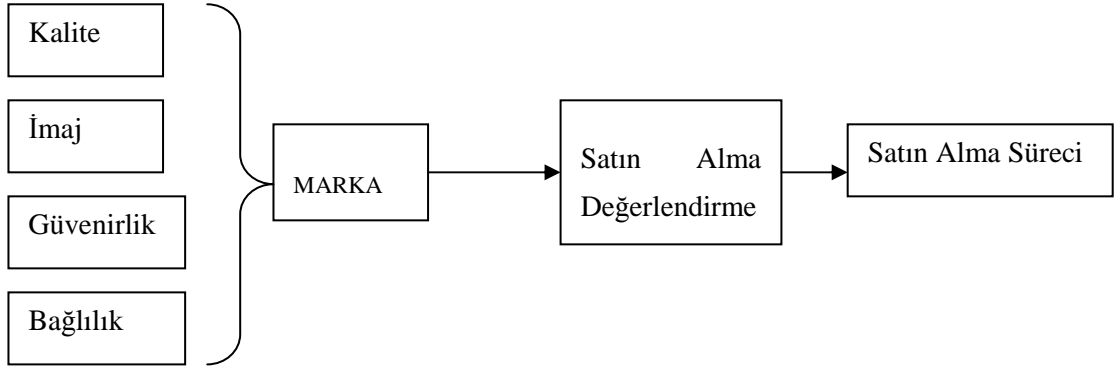 Kalite
İmaj
Güvenirlik
Bağlılık
MARKA
Satın Alma
Değerlendirme
Satın Alma Süreci